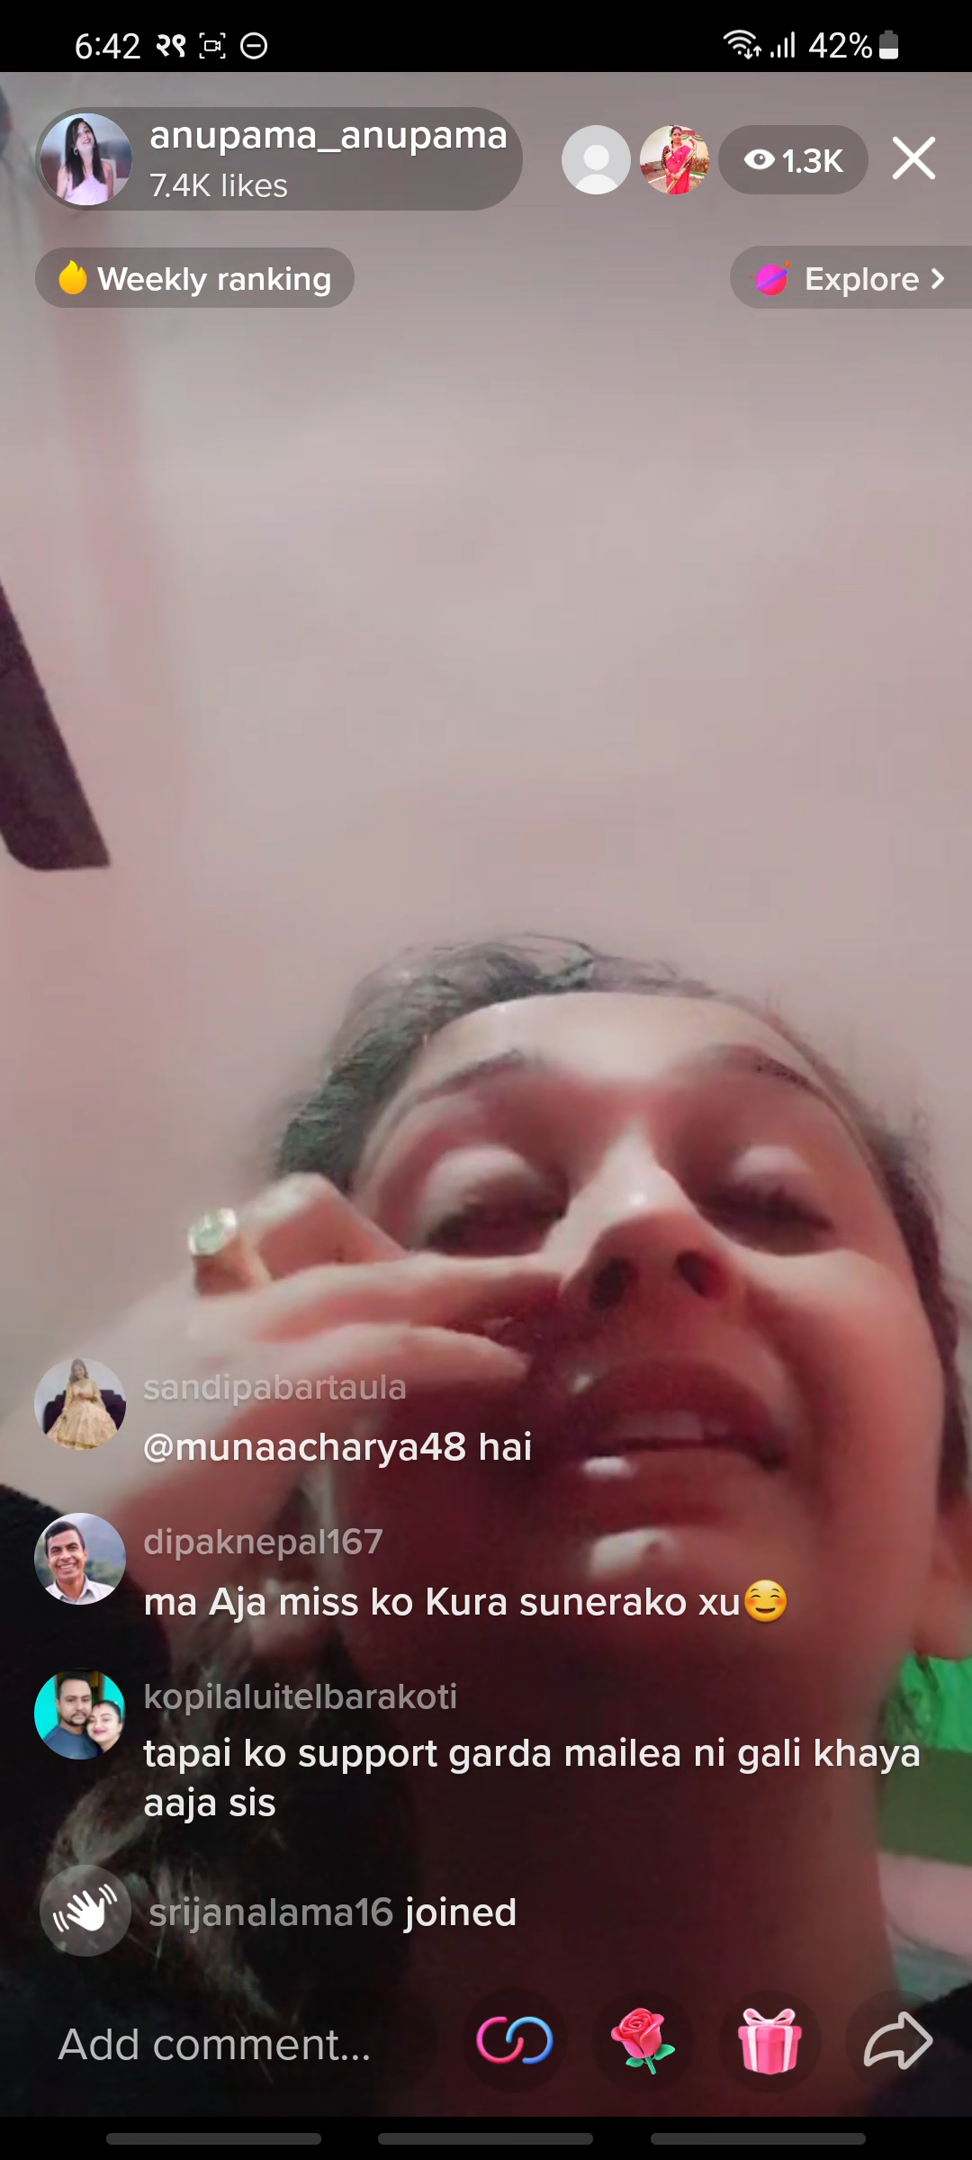 6:42 २९ 42%
anupama_anupama
7.4K likes
1.3K
Weekly ranking
Explore
sandipabartaula
@munaacharya48 hai
dipaknepal167
ma Aja miss ko Kura sunerako xu😊
kopilaluitelbarakoti
tapai ko support garda mailea ni gali khaya
aaja sis
srijanalama16 joined
Add comment...